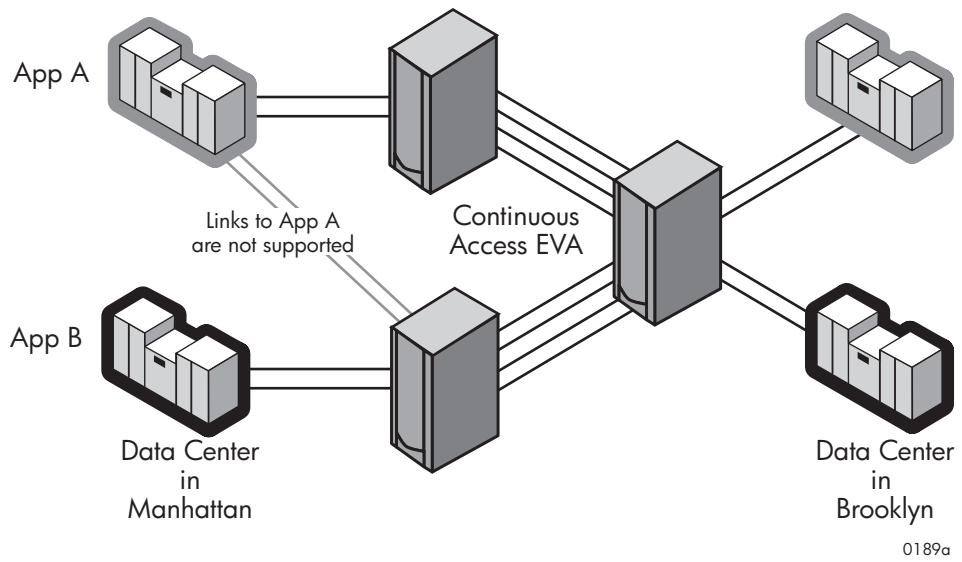 App A
Links to App A
are not supported
Continuous
Access EVA
App B
Data Center
in
Manhattan
Data Center
in
Brooklyn
0189a